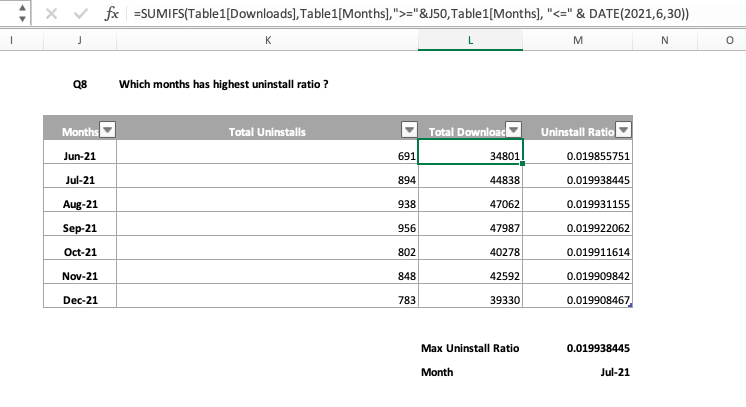 fx =SUMIFS(Table1[Downloads],Table1[Months],">="&J50,Table1[Months], "<=" & DATE(2021,6,30))
I J K L M N O
Q8 Which months has highest uninstall ratio ?
Months Total Uninstalls Total Download Uninstall Ratio
Jun-21 691 34801 0.019855751
Jul-21 894 44838 0.019938445
Aug-21 938 47062 0.019931155
Sep-21 956 47987 0.019922062
Oct-21 802 40278 0.019911614
Nov-21 848 42592 0.019909842
Dec-21 783 39330 0.019908467
Max Uninstall Ratio 0.019938445
Month Jul-21